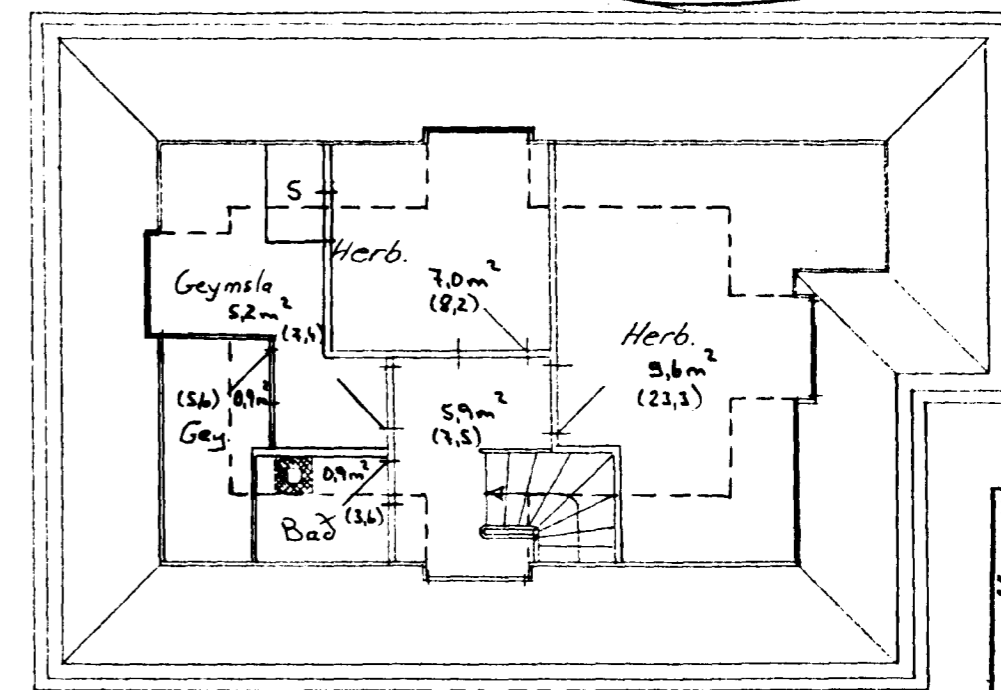 S
Herb.
Geymsla
5,2m²
(7,4)
7,0m²
(8,2)
Herb.
9,6m²
(23,3)
(5,6) 0,9m²
Gey.
5,9m²
(7,5)
0,9m²
(3,6)
Bað